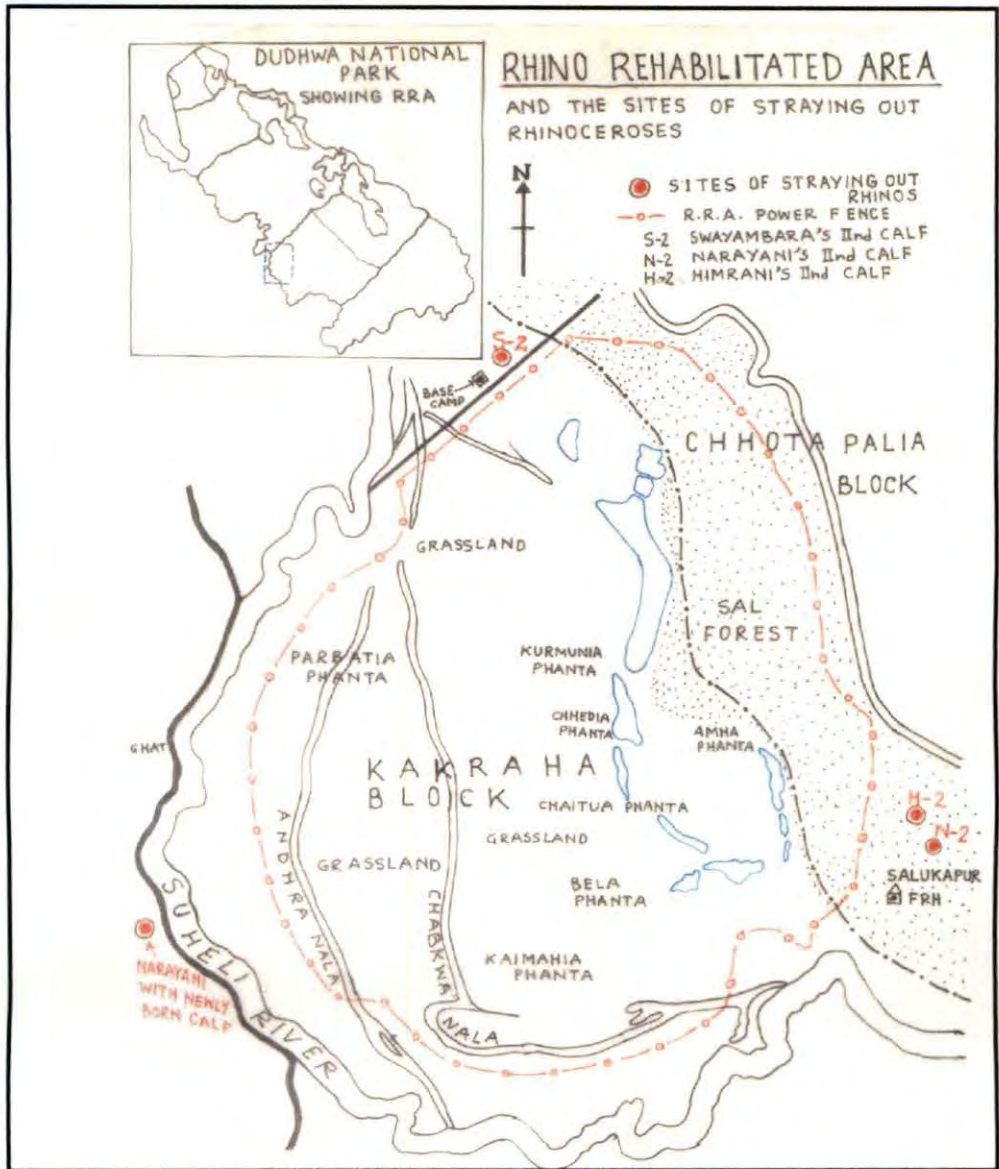 DUDHWA NATIONAL
PARK
SHOWING RRA
RHINO REHABILITATED AREA
AND THE SITES OF STRAYING OUT
RHINOCEROSES
N
SITES OF STRAYING OUT
RHINOS
R.R.A. POWER FENCE
S-2 SWAYAMBARA'S IInd CALF
N-2 NARAYANI'S IInd CALF
H-2 HIMRANI'S IInd CALF
S-2
BASE
CAMP
CHHOTA PALIA
BLOCK
GRASSLAND
SAL
FOREST
PARBATIA
PHANTA
KURMUNIA
PHANTA
CHHEDIA
PHANTA
AMHA
PHANTA
GHAT
KAKRAHA
BLOCK
CHAITUA PHANTA
GRASSLAND
H-2
N-2
ANDHRA NALA
GRASSLAND
CHABKWA
NALA
BELA
PHANTA
SALUKAPUR
FRH
KAIMAHIA
PHANTA
SUHELI RIVER
NARAYANI
WITH NEWLY
BORN CALF